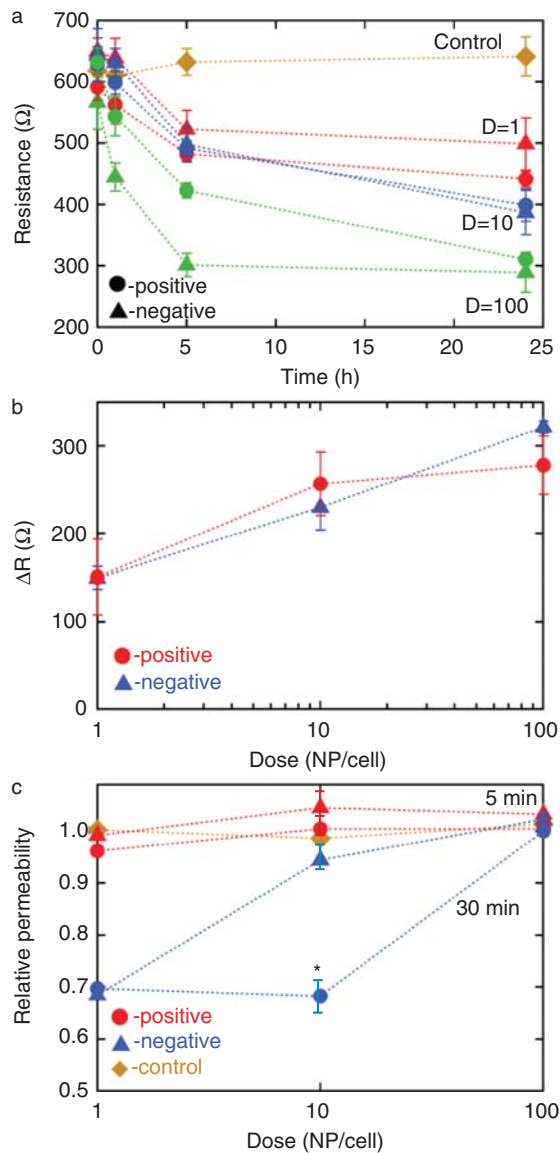 a
700
600
500
400
300
200
Resistance (Ω)
Control
D=1
D=10
D=100
-positive
-negative
0 5 10 15 20 25
Time (h)
b
300
200
100
0
ΔR (Ω)
-positive
-negative
1 10 100
Dose (NP/cell)
c
1.0
0.9
0.8
0.7
0.6
0.5
Relative permeability
5 min
30 min
*
-positive
-negative
-control
1 10 100
Dose (NP/cell)